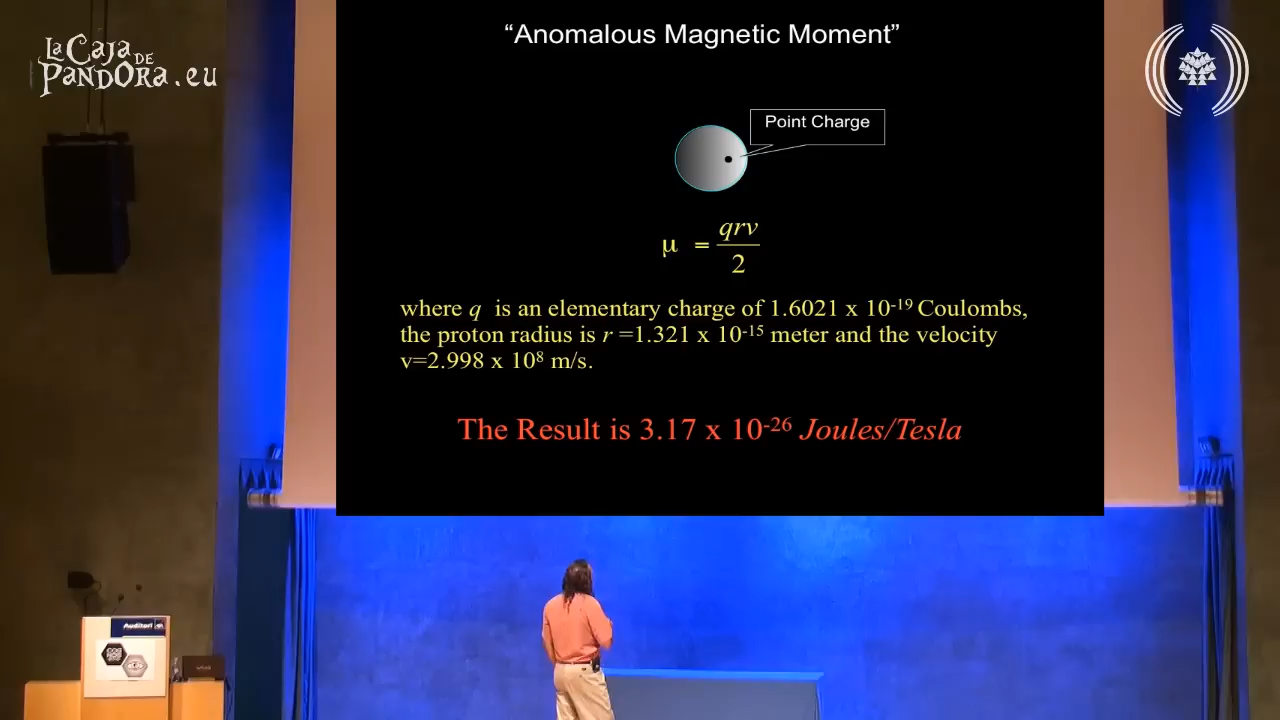 La Caja
DE
PANDORA.eu
“Anomalous Magnetic Moment”
Point Charge
μ = qrv
2
where q is an elementary charge of 1.6021 x 10⁻¹⁹ Coulombs,
the proton radius is r =1.321 x 10⁻¹⁵ meter and the velocity
v=2.998 x 10⁸ m/s.
The Result is 3.17 x 10⁻²⁶ Joules/Tesla
Auditori